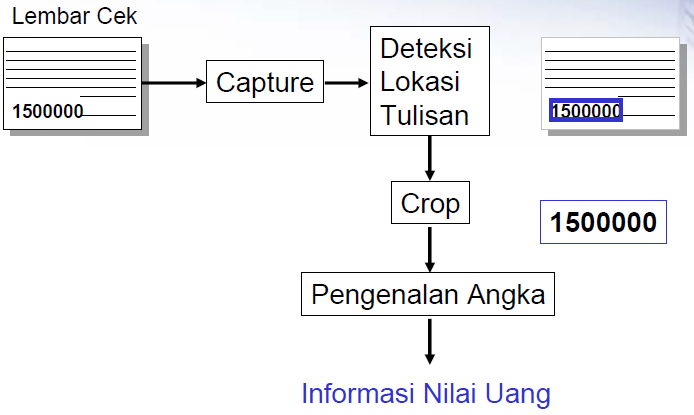 Lembar Cek
1500000
Capture
Deteksi
Lokasi
Tulisan
1500000
Crop
1500000
Pengenalan Angka
Informasi Nilai Uang